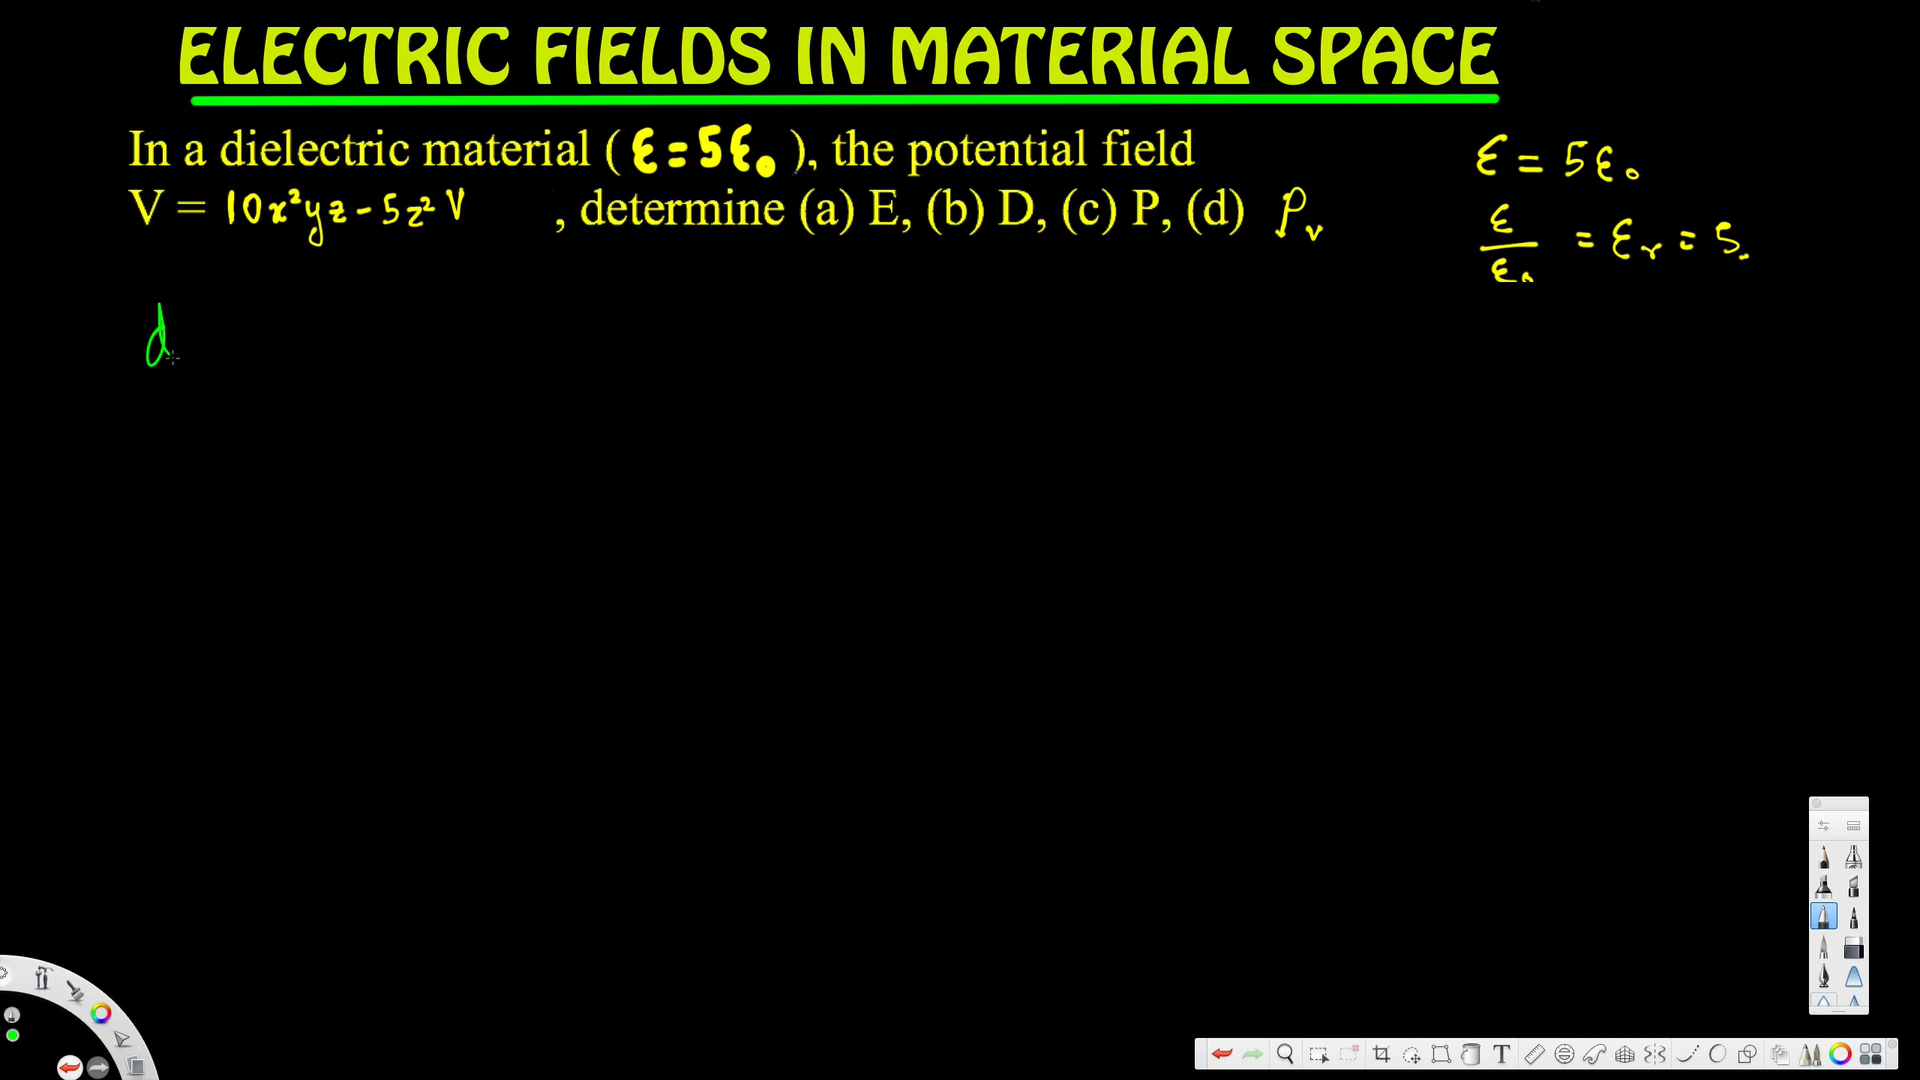 ELECTRIC FIELDS IN MATERIAL SPACE
In a dielectric material (ε=5ε₀), the potential field
V = 10x²yz-5z² V , determine (a) E, (b) D, (c) P, (d) ρᵥ
ε = 5ε₀
ε/ε₀ = εᵣ = 5.
d